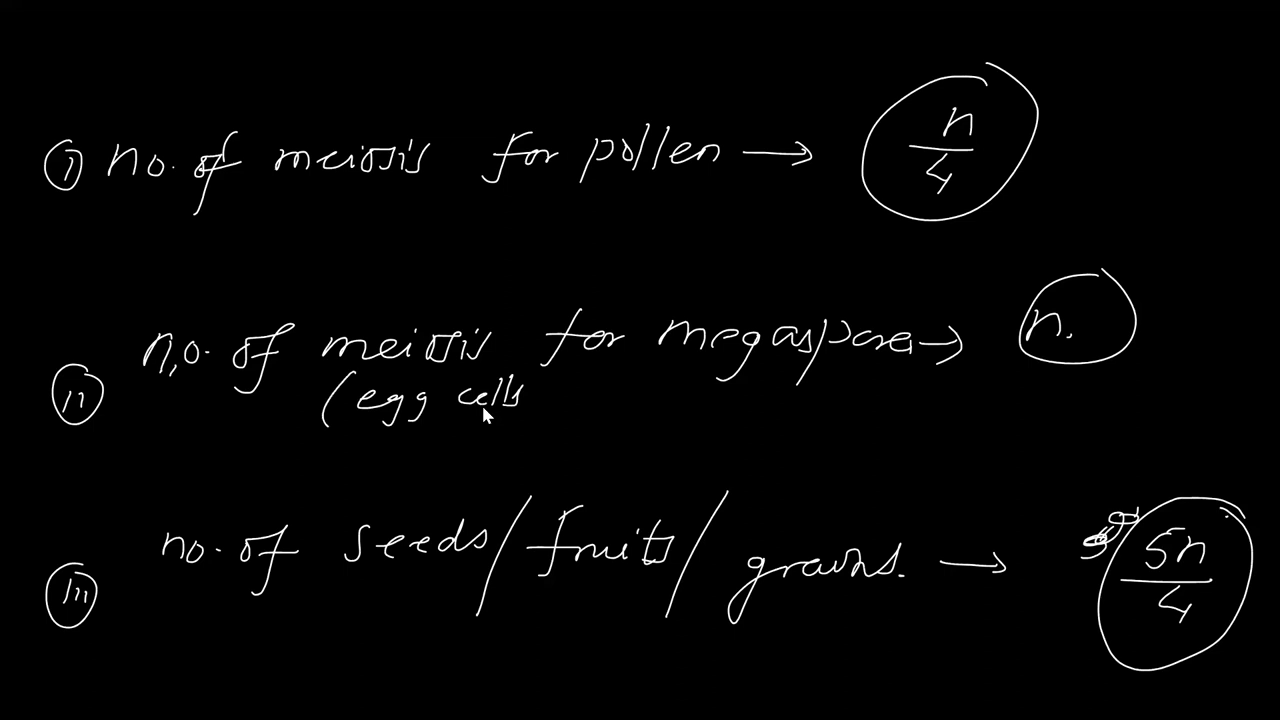 (i) no. of meiosis for pollen → n/4
(ii) no. of meiosis for megaspore → n.
(egg cells
(iii) no. of seeds/fruits/grains. → 5n/4